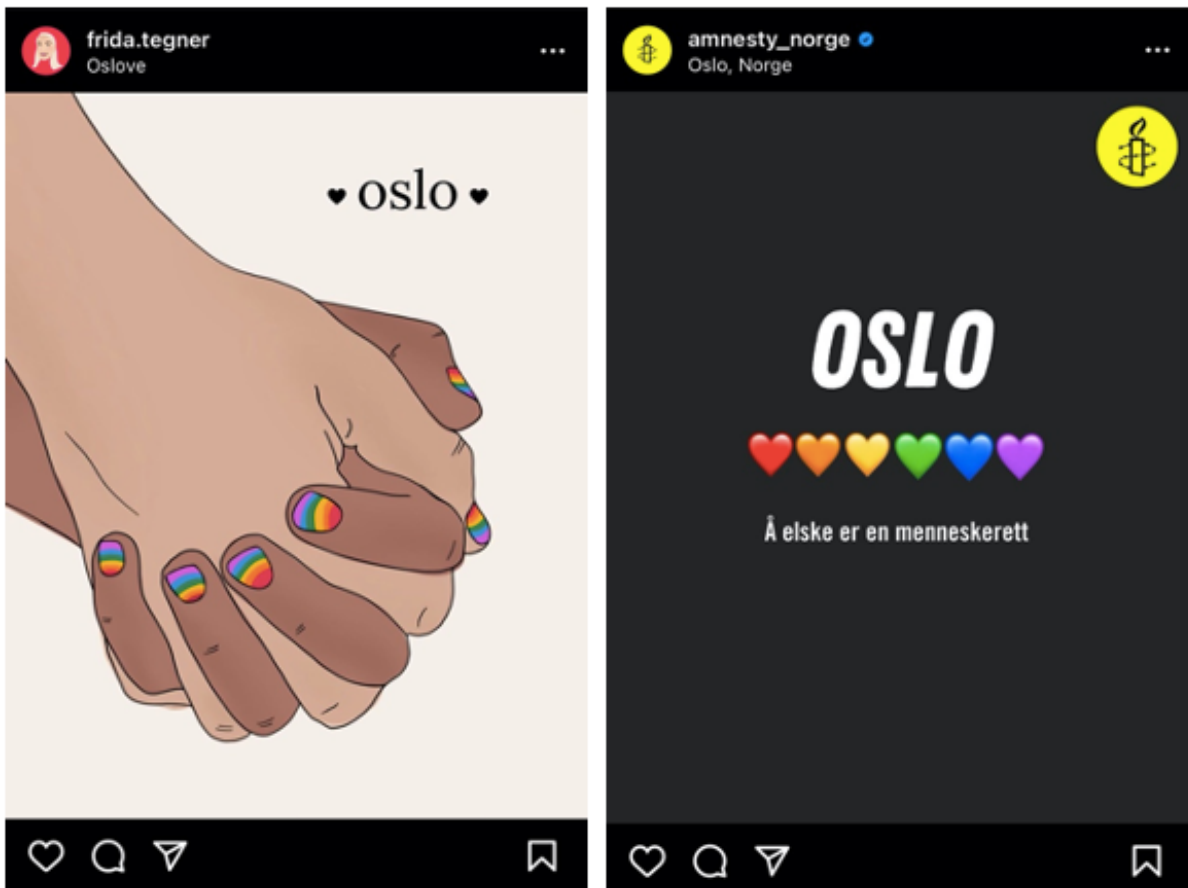 frida.tegner
Oslove
♥ oslo ♥
amnesty_norge
Oslo, Norge
OSLO
Å elske er en menneskerett